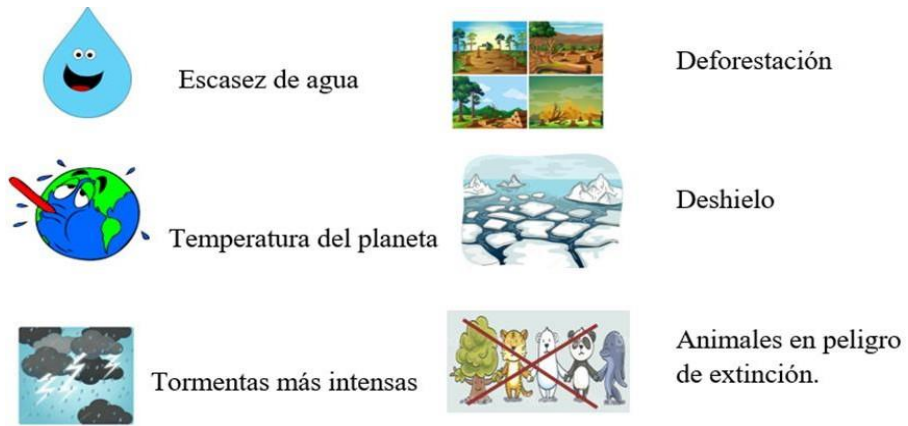 Escasez de agua
Deforestación
Temperatura del planeta
Deshielo
Tormentas más intensas
Animales en peligro
de extinción.